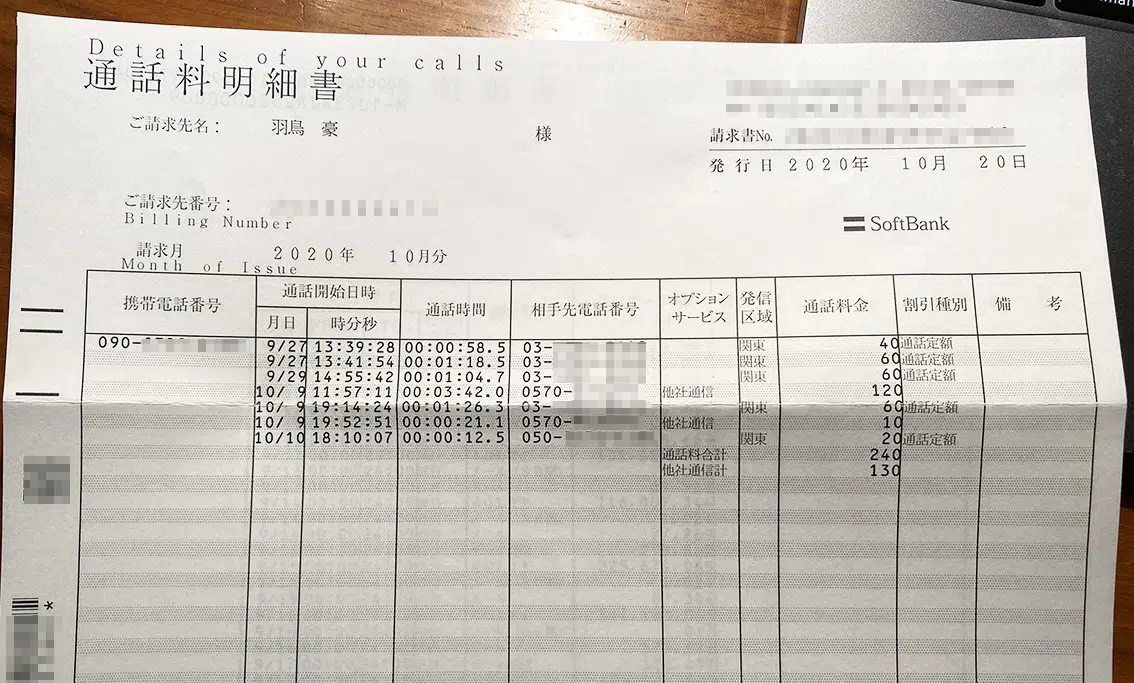 Details of your calls
通話料明細書
ご請求先名： 羽鳥 豪 様
請求書No.
発行日 2020年 10月 20日
ご請求先番号：
Billing Number
SoftBank
請求月 2020年 10月分
Month of Issue
携帯電話番号 通話開始日時 通話時間 相手先電話番号 オプションサービス 発信区域 通話料金 割引種別 備考
月日 時分秒
090- 9/27 13:39:28 00:00:58.5 03- 関東 40 通話定額
9/27 13:41:54 00:01:18.5 03- 関東 60 通話定額
9/29 14:55:42 00:01:04.7 03- 関東 60 通話定額
10/ 9 11:57:11 00:03:42.0 0570- 他社通信 120
10/ 9 19:14:24 00:01:26.3 03- 関東 60 通話定額
10/ 9 19:52:51 00:00:21.1 0570- 他社通信 10
10/10 18:10:07 00:00:12.5 050- 関東 20 通話定額
通話料合計 240
他社通信計 130
*